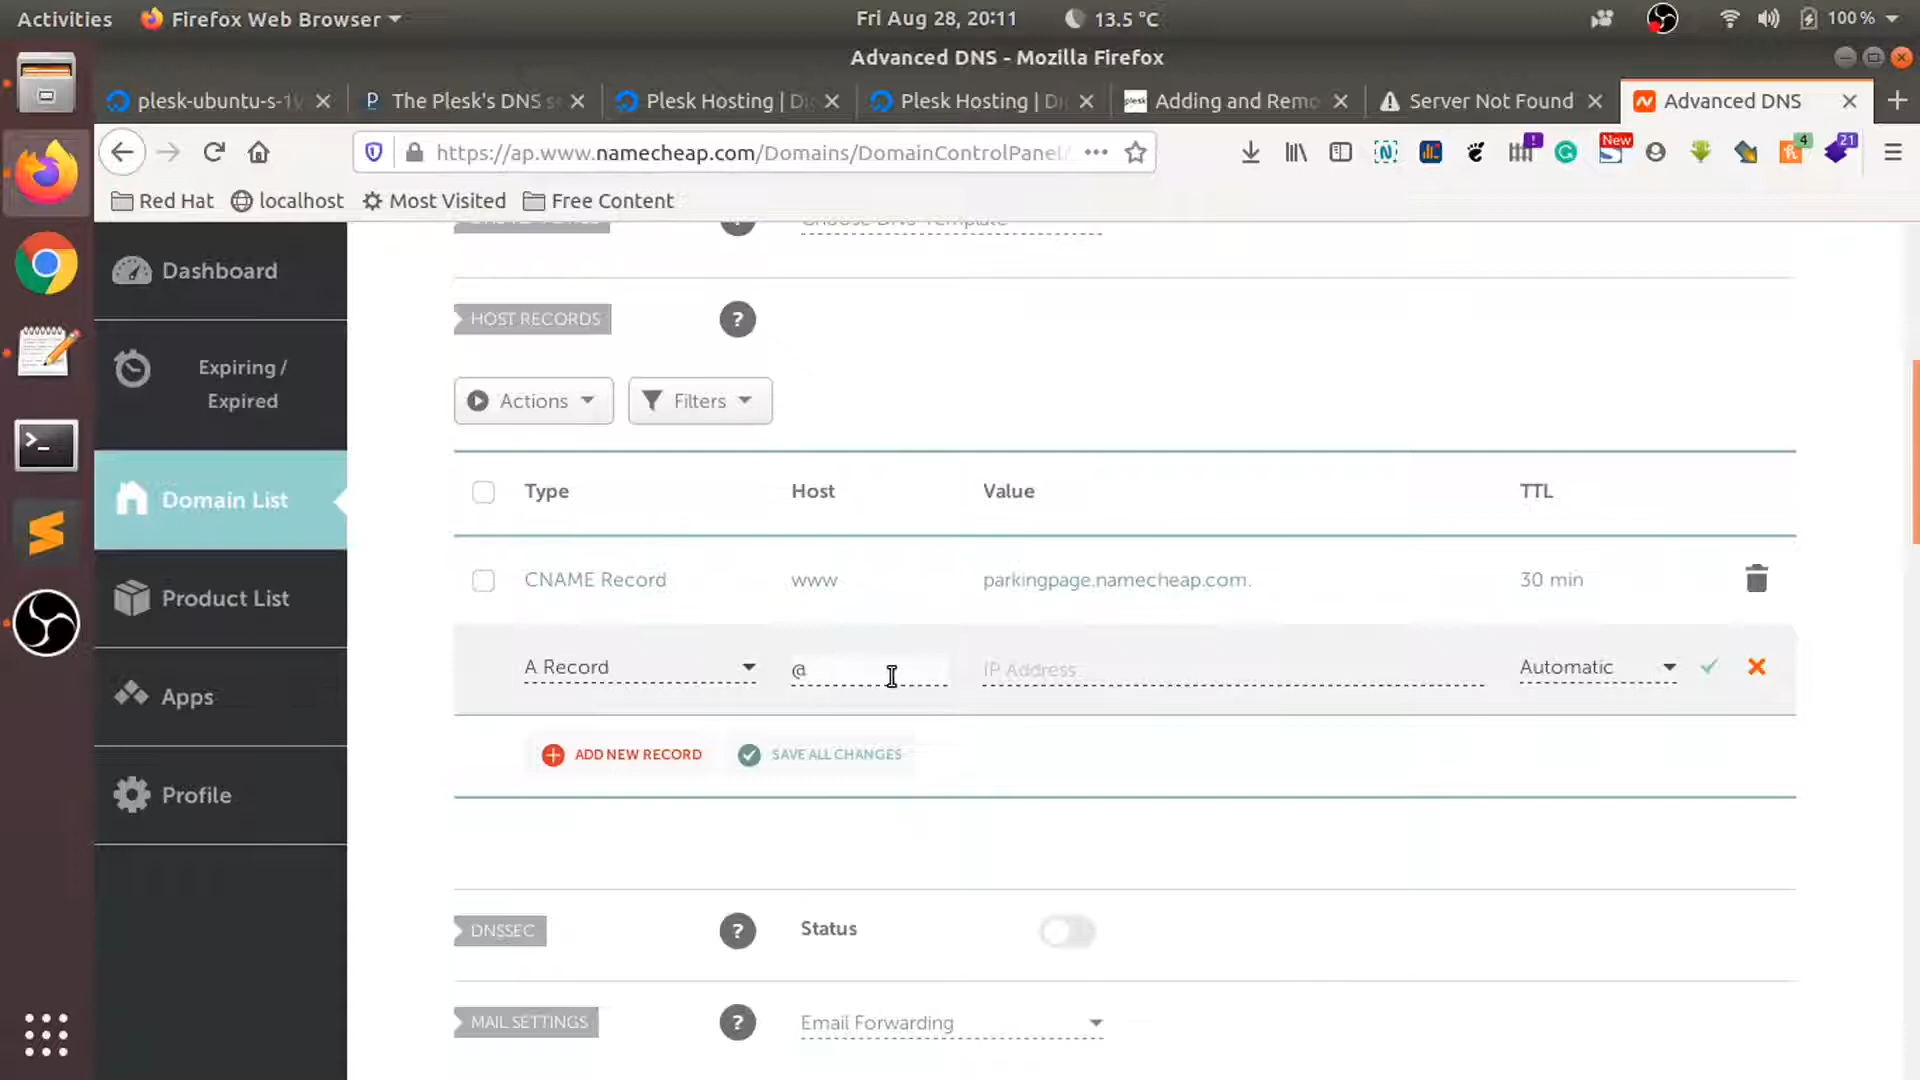 Activities
Firefox Web Browser
Fri Aug 28, 20:11
13.5 °C
100 %
Advanced DNS - Mozilla Firefox
plesk-ubuntu-s-1v
P The Plesk's DNS s
Plesk Hosting | Di
Plesk Hosting | Di
plesk Adding and Remo
Server Not Found
Advanced DNS
https://ap.www.namecheap.com/Domains/DomainControlPanel/
New
4
21
Red Hat
localhost
Most Visited
Free Content
Dashboard
Expiring /
Expired
Domain List
Product List
Apps
Profile
Choose DNS Template
?
HOST RECORDS
?
Actions
Filters
Type Host Value TTL
CNAME Record www parkingpage.namecheap.com. 30 min
A Record @ IP Address Automatic
ADD NEW RECORD
SAVE ALL CHANGES
DNSSEC
?
Status
MAIL SETTINGS
?
Email Forwarding